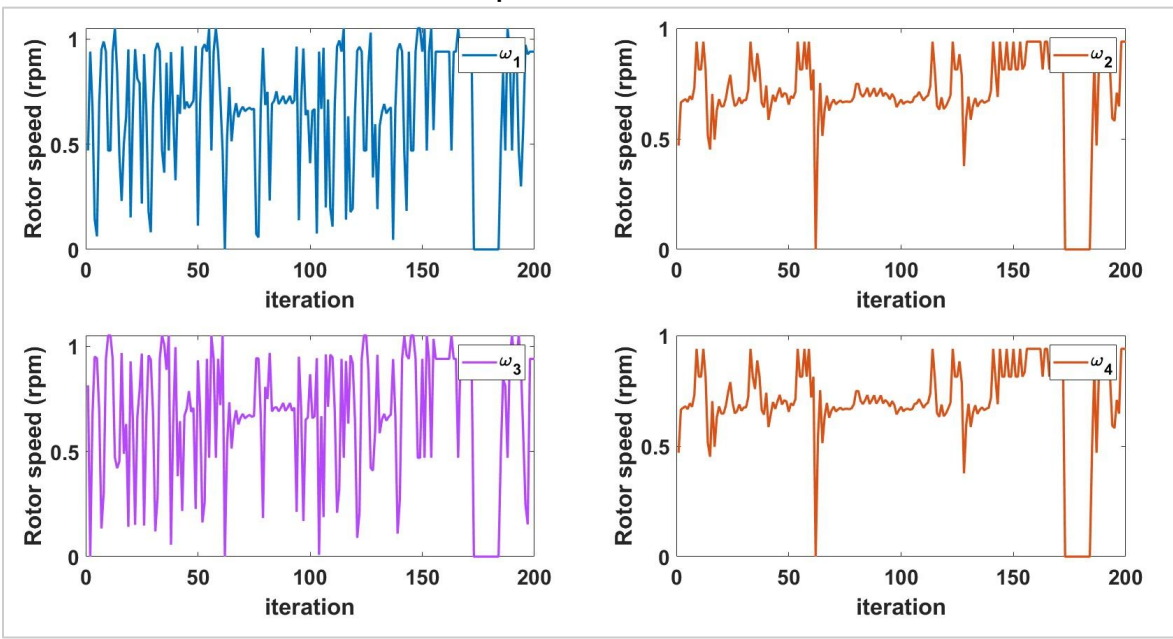 1
0.5
0
Rotor speed (rpm)
ω1
0 50 100 150 200
iteration
1
0.5
0
Rotor speed (rpm)
ω2
0 50 100 150 200
iteration
1
0.5
0
Rotor speed (rpm)
ω3
0 50 100 150 200
iteration
1
0.5
0
Rotor speed (rpm)
ω4
0 50 100 150 200
iteration